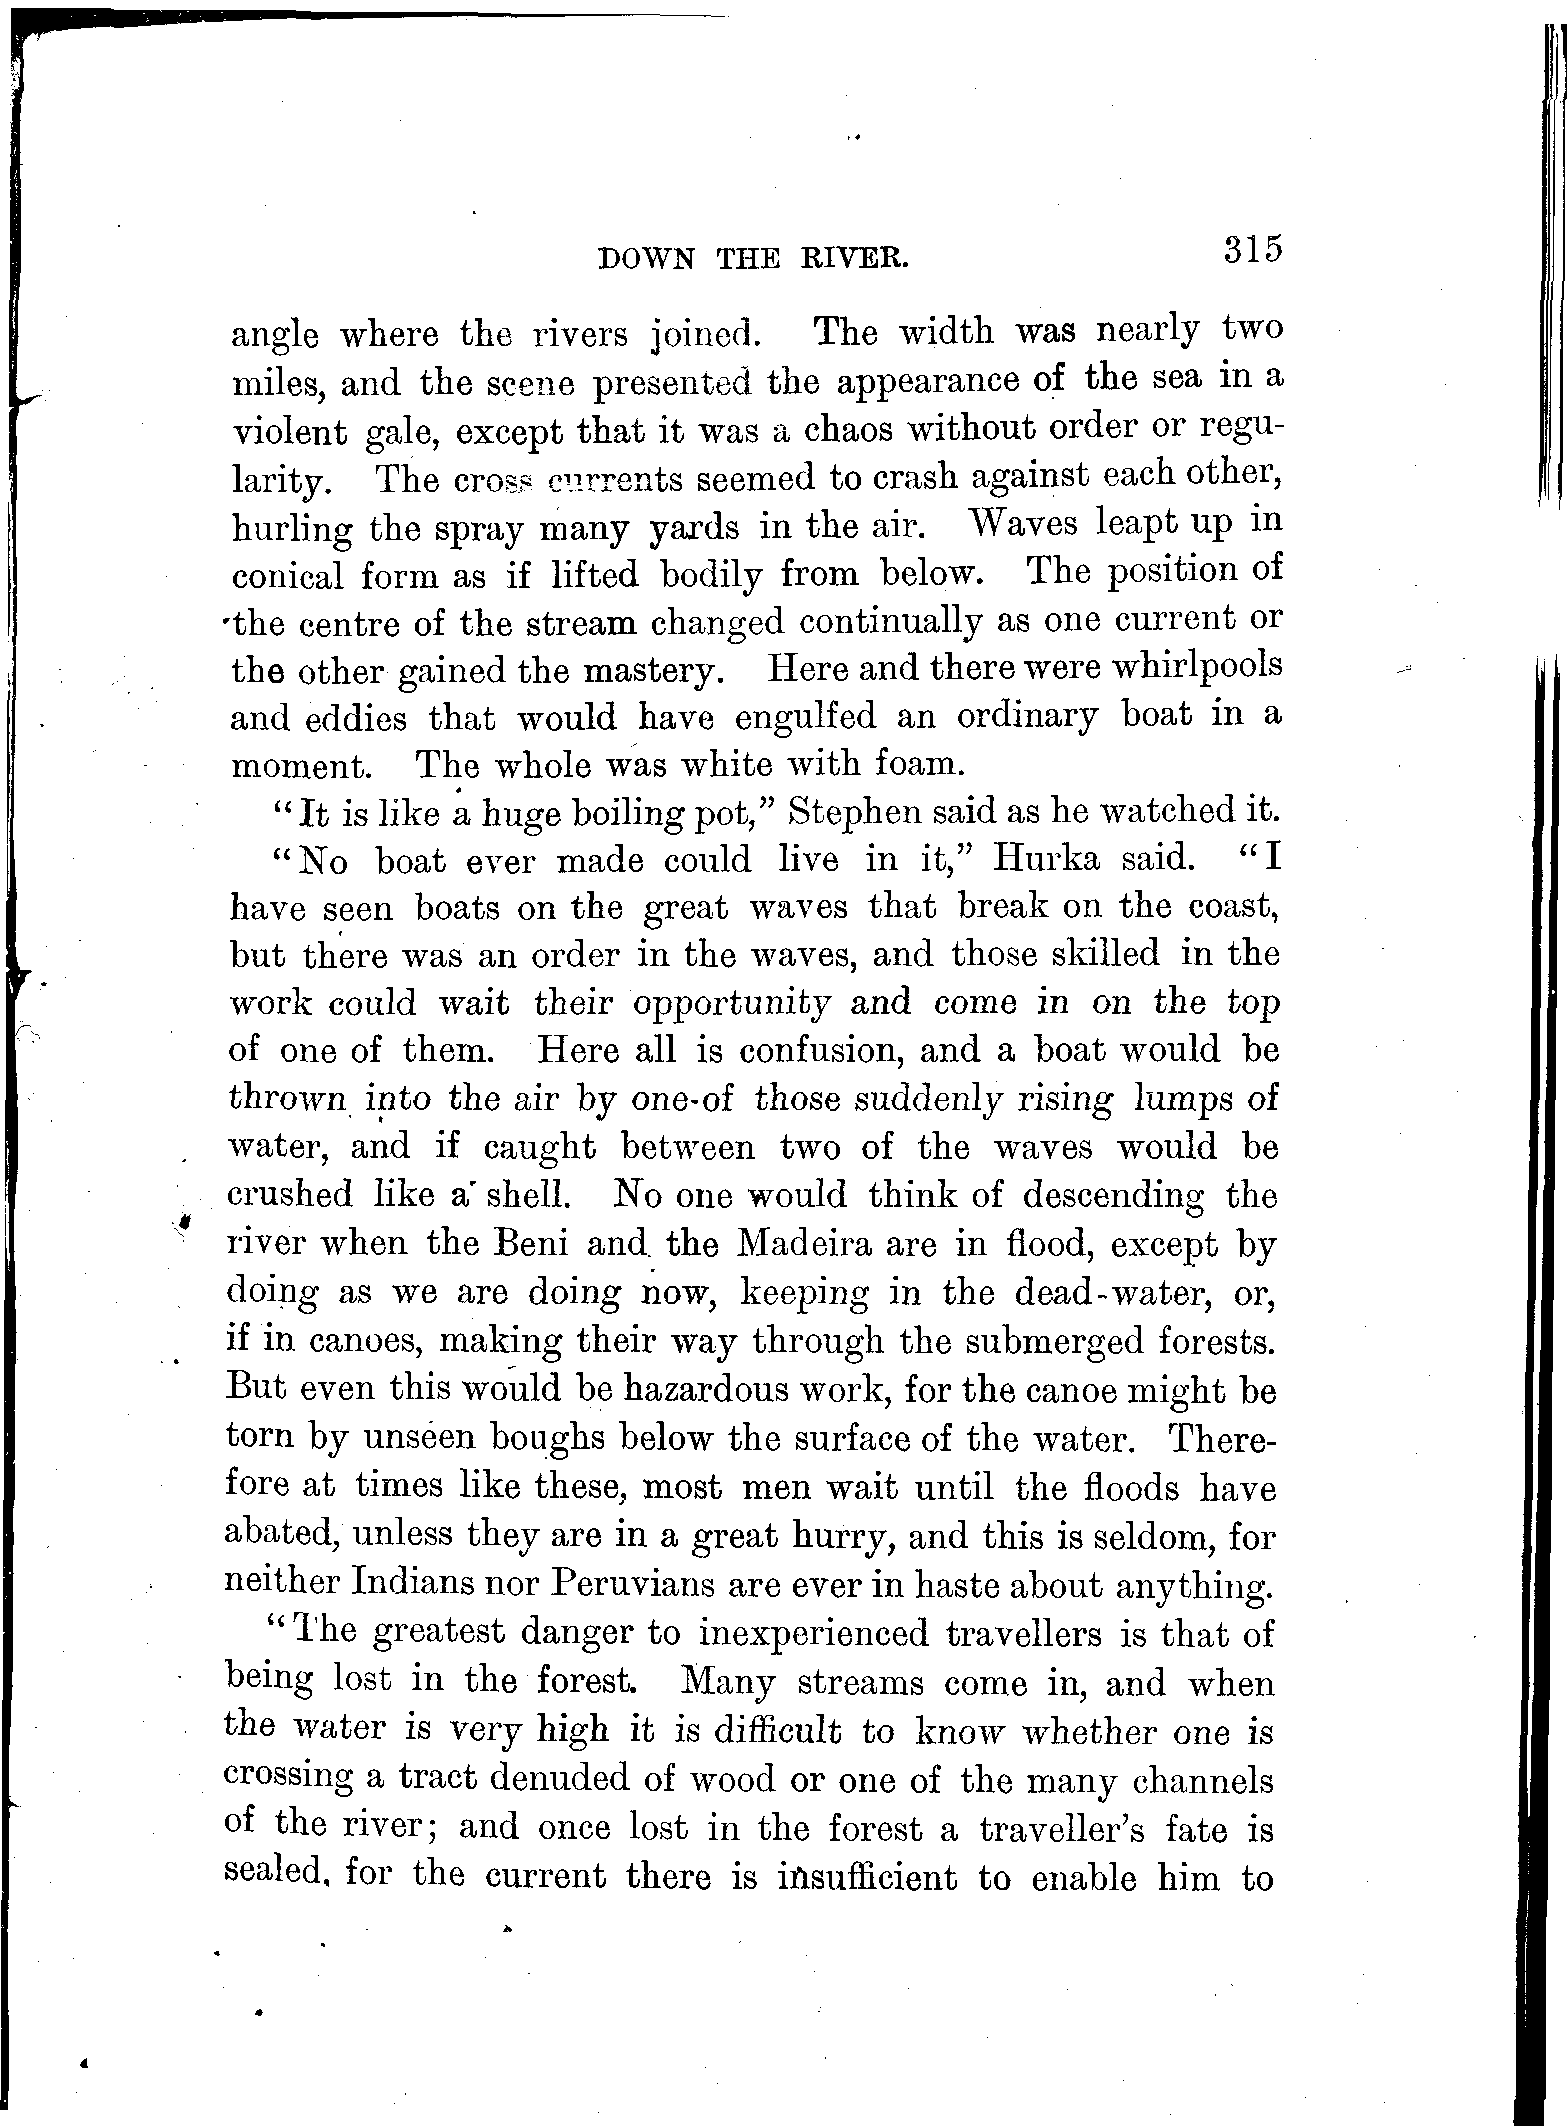 DOWN THE RIVER. 315
angle where the rivers joined. The width was nearly two
miles, and the scene presented the appearance of the sea in a
violent gale, except that it was a chaos without order or regu-
larity. The cross currents seemed to crash against each other,
hurling the spray many yards in the air. Waves leapt up in
conical form as if lifted bodily from below. The position of
the centre of the stream changed continually as one current or
the other gained the mastery. Here and there were whirlpools
and eddies that would have engulfed an ordinary boat in a
moment. The whole was white with foam.
"It is like a huge boiling pot," Stephen said as he watched it.
"No boat ever made could live in it," Hurka said. "I
have seen boats on the great waves that break on the coast,
but there was an order in the waves, and those skilled in the
work could wait their opportunity and come in on the top
of one of them. Here all is confusion, and a boat would be
thrown into the air by one of those suddenly rising lumps of
water, and if caught between two of the waves would be
crushed like a shell. No one would think of descending the
river when the Beni and the Madeira are in flood, except by
doing as we are doing now, keeping in the dead-water, or,
if in canoes, making their way through the submerged forests.
But even this would be hazardous work, for the canoe might be
torn by unseen boughs below the surface of the water. There-
fore at times like these, most men wait until the floods have
abated, unless they are in a great hurry, and this is seldom, for
neither Indians nor Peruvians are ever in haste about anything.
"The greatest danger to inexperienced travellers is that of
being lost in the forest. Many streams come in, and when
the water is very high it is difficult to know whether one is
crossing a tract denuded of wood or one of the many channels
of the river; and once lost in the forest a traveller's fate is
sealed, for the current there is insufficient to enable him to